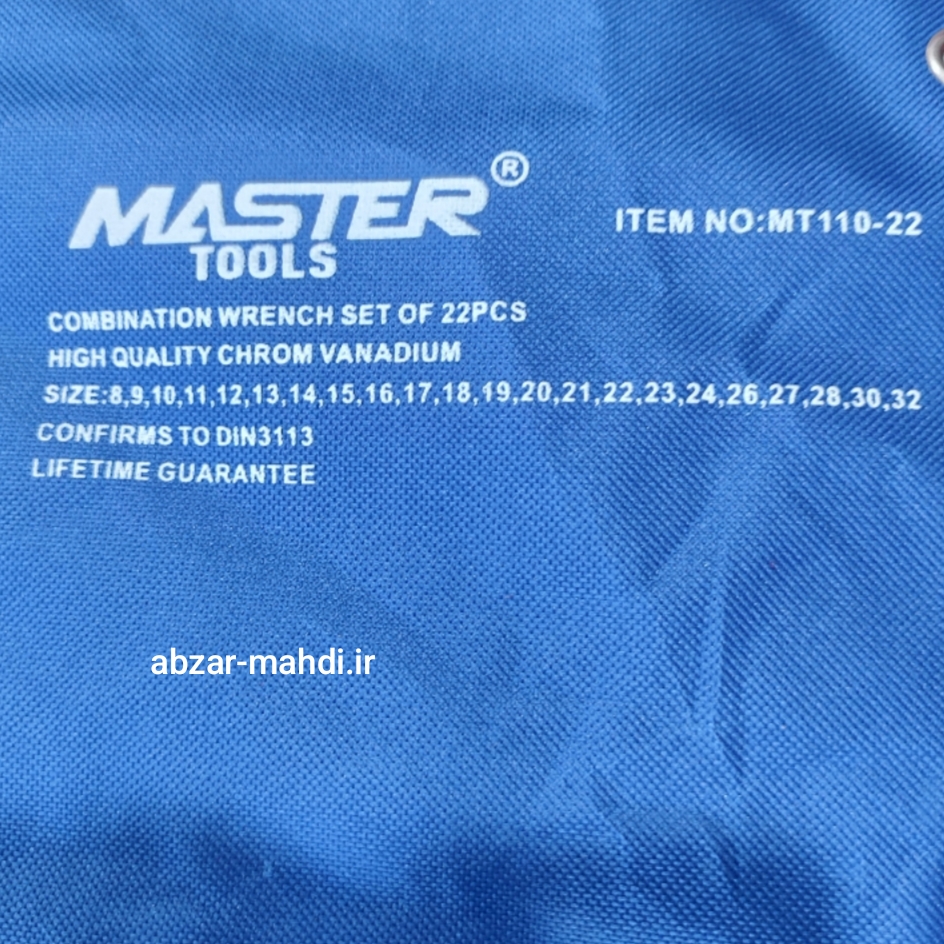 MASTER®
TOOLS
ITEM NO:MT110-22
COMBINATION WRENCH SET OF 22PCS
HIGH QUALITY CHROM VANADIUM
SIZE:8,9,10,11,12,13,14,15,16,17,18,19,20,21,22,23,24,26,27,28,30,32
CONFIRMS TO DIN3113
LIFETIME GUARANTEE
abzar-mahdi.ir